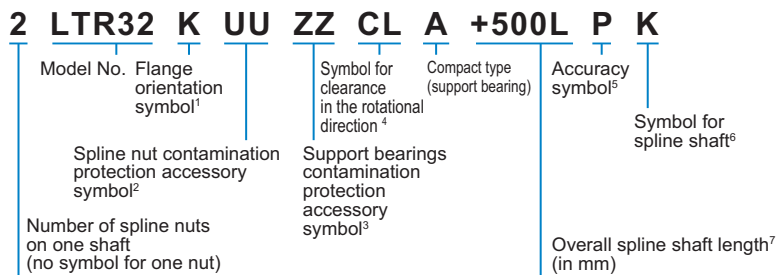 2 LTR32 K UU ZZ CL A +500L P K
Model No.
Flange
orientation
symbol1
Symbol for
clearance
in the rotational
direction 4
Compact type
(support bearing)
Accuracy
symbol5
Symbol for
spline shaft6
Spline nut contamination
protection accessory
symbol2
Support bearings
contamination
protection
accessory
symbol3
Number of spline nuts
on one shaft
(no symbol for one nut)
Overall spline shaft length7
(in mm)